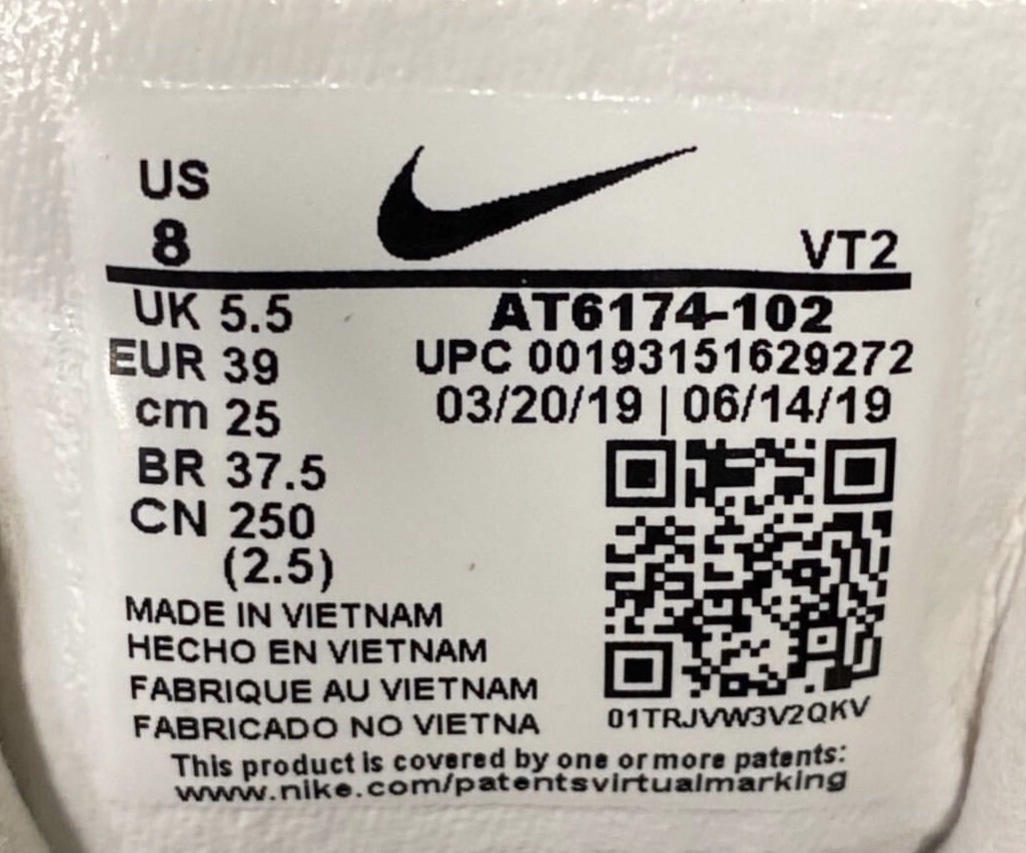 US
8
VT2
UK 5.5
AT6174-102
EUR 39
UPC 00193151629272
cm 25
03/20/19 | 06/14/19
BR 37.5
CN 250
(2.5)
MADE IN VIETNAM
HECHO EN VIETNAM
FABRIQUE AU VIETNAM
FABRICADO NO VIETNA
01TRJVW3V2QKV
This product is covered by one or more patents:
www.nike.com/patentsvirtualmarking